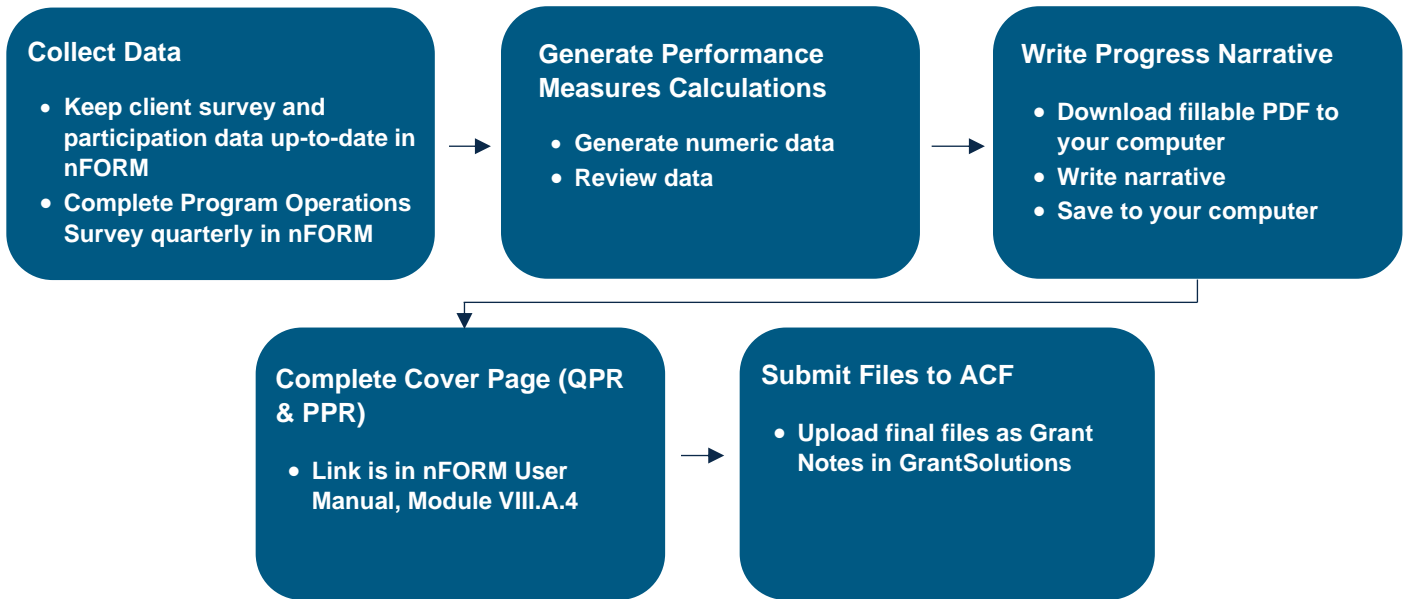 Collect Data
• Keep client survey and
participation data up-to-date in
nFORM
• Complete Program Operations
Survey quarterly in nFORM
Generate Performance
Measures Calculations
• Generate numeric data
• Review data
Write Progress Narrative
• Download fillable PDF to
your computer
• Write narrative
• Save to your computer
Complete Cover Page (QPR
& PPR)
• Link is in nFORM User
Manual, Module VIII.A.4
Submit Files to ACF
• Upload final files as Grant
Notes in GrantSolutions